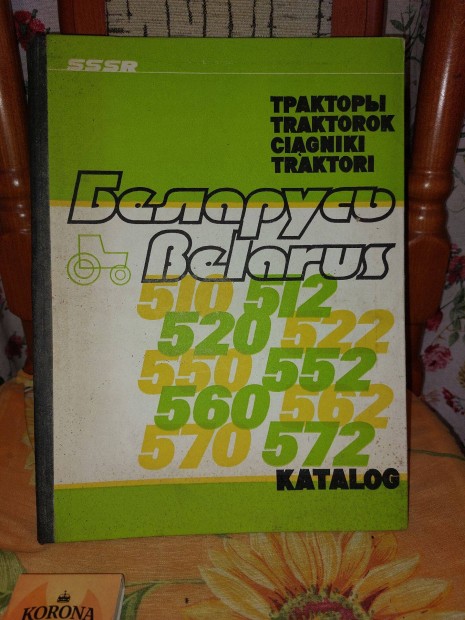 SSSR
ТРАКТОРЫ
TRAKTOROK
CIĄGNIKI
TRAKTORI
Беларусь
Belarus
510 512
520 522
550 552
560 562
570 572
KATALOG
KORONA